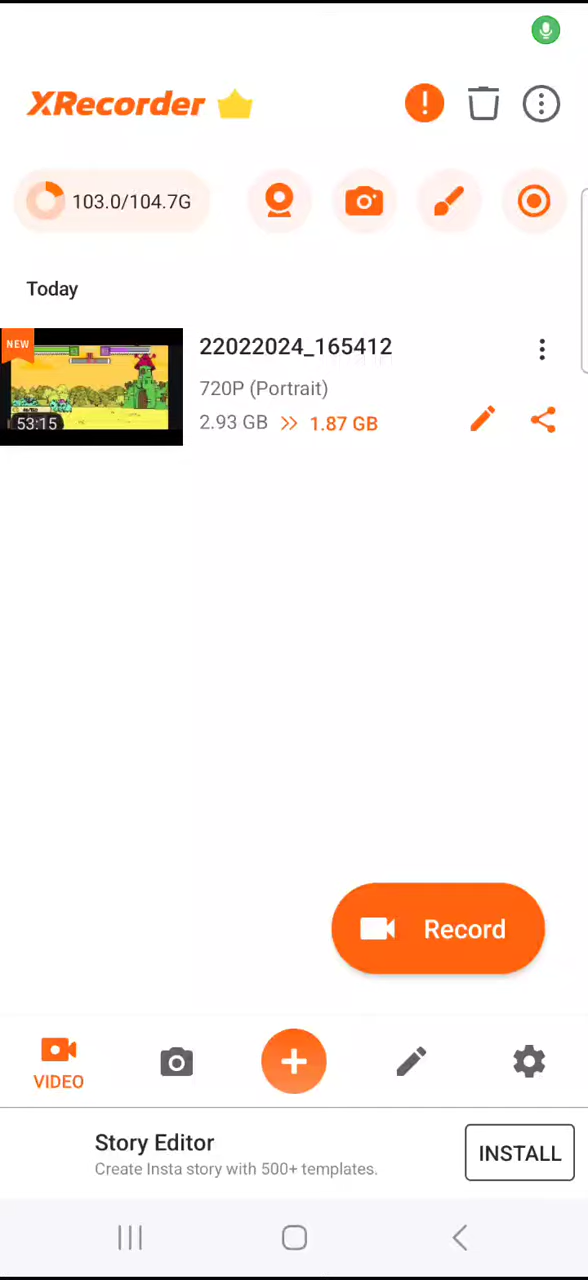 XRecorder
103.0/104.7G
Today
NEW
53:15
22022024_165412
720P (Portrait)
2.93 GB >> 1.87 GB
Record
VIDEO
Story Editor
Create Insta story with 500+ templates.
INSTALL